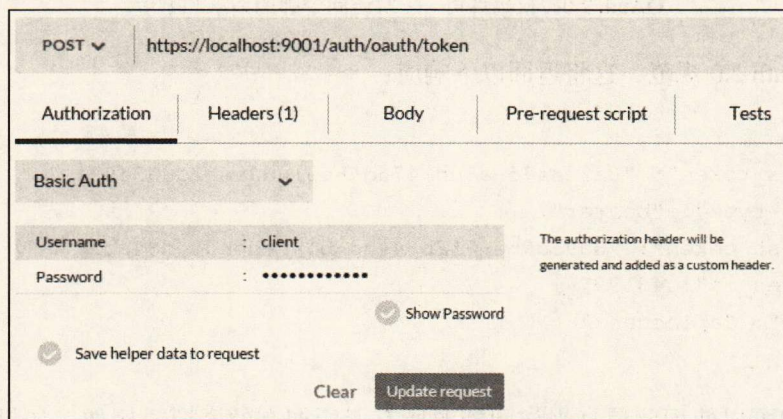 POST https://localhost:9001/auth/oauth/token
Authorization Headers (1) Body Pre-request script Tests
Basic Auth
Username : client
The authorization header will be
generated and added as a custom header.
Password : ••••••••••••
Show Password
Save helper data to request
Clear Update request